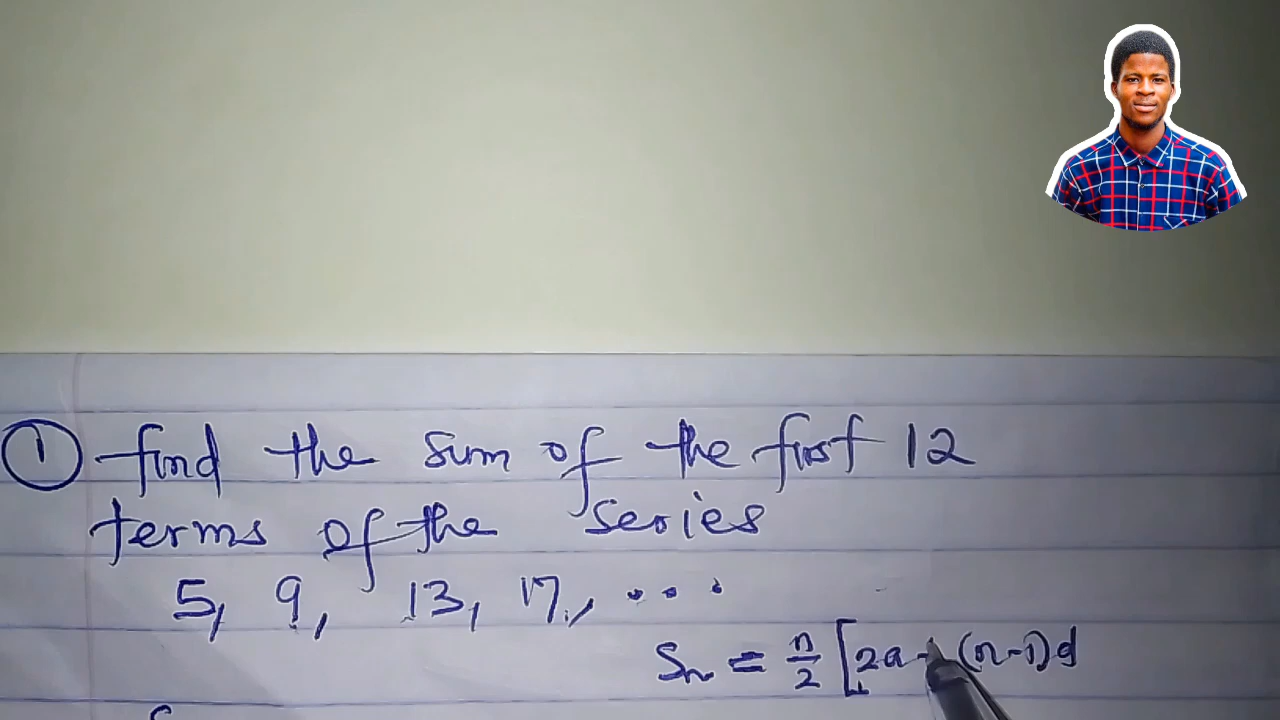 ① find the sum of the first 12
terms of the series
5, 9, 13, 17, ...
Sn = n/2 [2a + (n-1)d